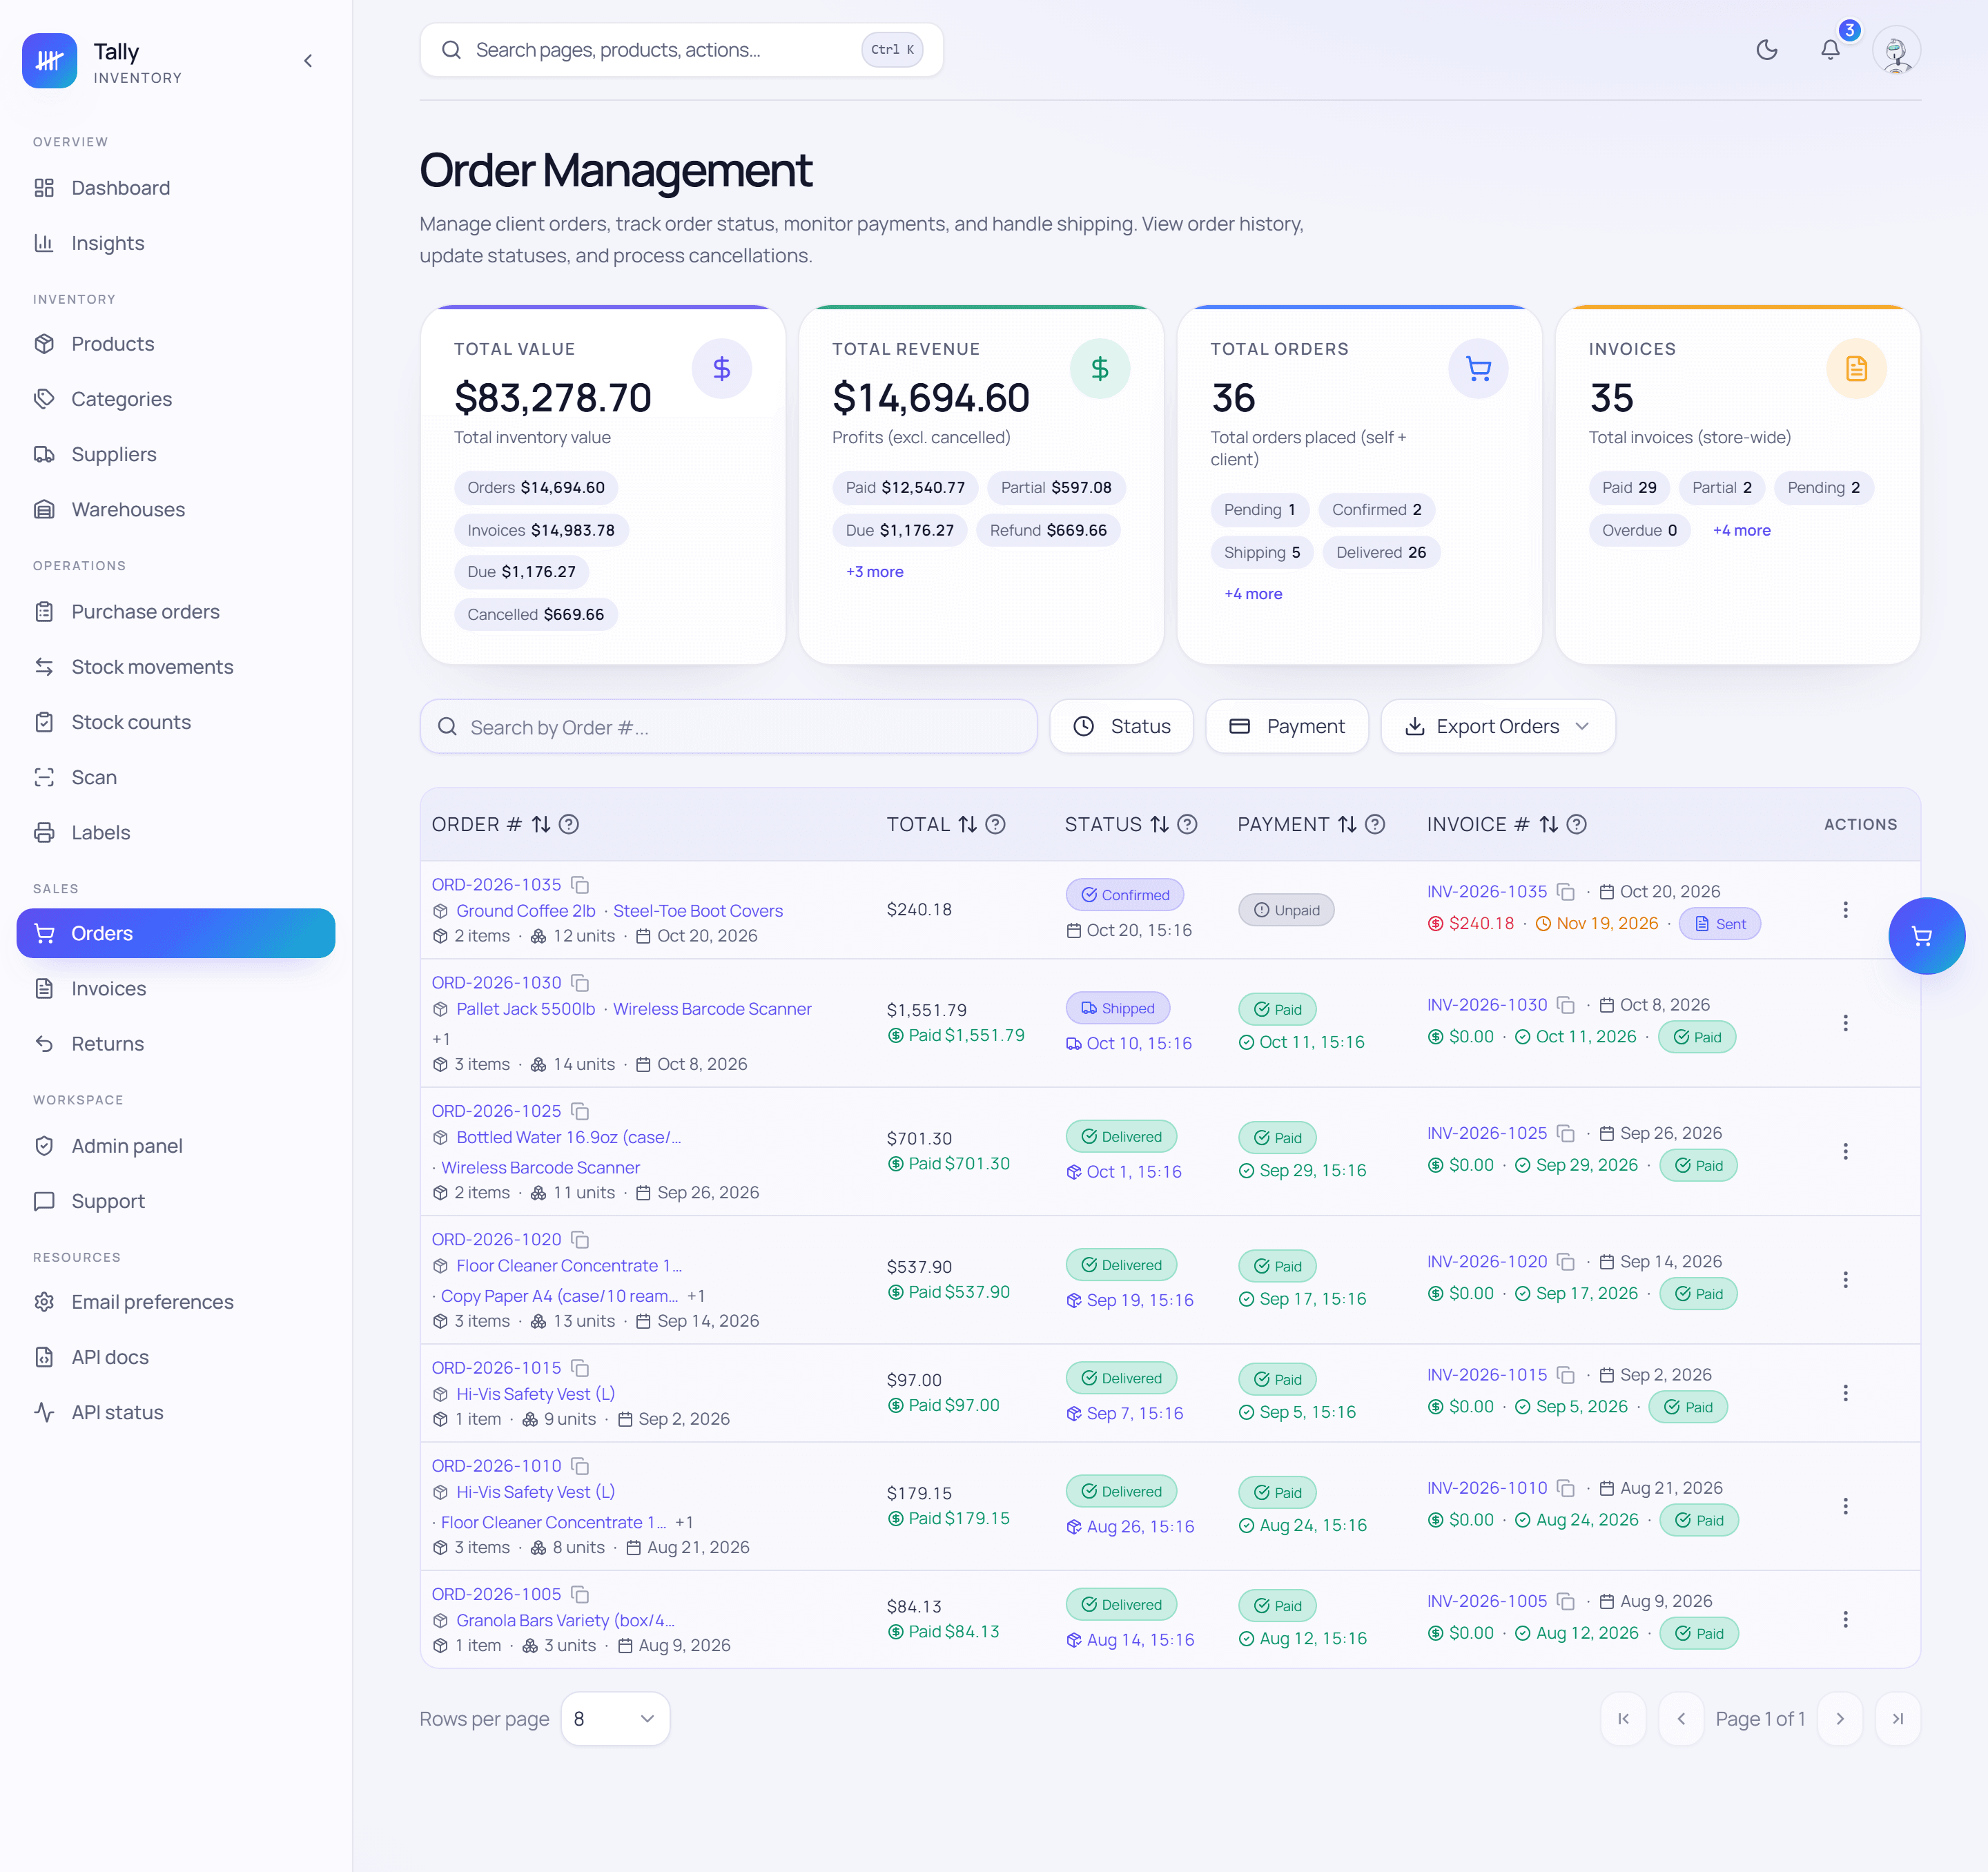 Tally
INVENTORY
OVERVIEW
Dashboard
Insights
INVENTORY
Products
Categories
Suppliers
Warehouses
OPERATIONS
Purchase orders
Stock movements
Stock counts
Scan
Labels
SALES
Orders
Invoices
Returns
WORKSPACE
Admin panel
Support
RESOURCES
Email preferences
API docs
API status
Search pages, products, actions... Ctrl K
3
Order Management
Manage client orders, track order status, monitor payments, and handle shipping. View order history,
update statuses, and process cancellations.
TOTAL VALUE
$83,278.70
Total inventory value
Orders $14,694.60
Invoices $14,983.78
Due $1,176.27
Cancelled $669.66
TOTAL REVENUE
$14,694.60
Profits (excl. cancelled)
Paid $12,540.77 Partial $597.08
Due $1,176.27 Refund $669.66
+3 more
TOTAL ORDERS
36
Total orders placed (self +
client)
Pending 1 Confirmed 2
Shipping 5 Delivered 26
+4 more
INVOICES
35
Total invoices (store-wide)
Paid 29 Partial 2 Pending 2
Overdue 0 +4 more
Search by Order #... Status Payment Export Orders
ORDER # TOTAL STATUS PAYMENT INVOICE # ACTIONS
ORD-2026-1035
Ground Coffee 2lb · Steel-Toe Boot Covers
2 items · 12 units · Oct 20, 2026
$240.18
Confirmed
Oct 20, 15:16
Unpaid
INV-2026-1035 · Oct 20, 2026
$240.18 · Nov 19, 2026 · Sent
ORD-2026-1030
Pallet Jack 5500lb · Wireless Barcode Scanner
+1
3 items · 14 units · Oct 8, 2026
$1,551.79
Paid $1,551.79
Shipped
Oct 10, 15:16
Paid
Oct 11, 15:16
INV-2026-1030 · Oct 8, 2026
$0.00 · Oct 11, 2026 · Paid
ORD-2026-1025
Bottled Water 16.9oz (case/...
· Wireless Barcode Scanner
2 items · 11 units · Sep 26, 2026
$701.30
Paid $701.30
Delivered
Oct 1, 15:16
Paid
Sep 29, 15:16
INV-2026-1025 · Sep 26, 2026
$0.00 · Sep 29, 2026 · Paid
ORD-2026-1020
Floor Cleaner Concentrate 1...
· Copy Paper A4 (case/10 ream... +1
3 items · 13 units · Sep 14, 2026
$537.90
Paid $537.90
Delivered
Sep 19, 15:16
Paid
Sep 17, 15:16
INV-2026-1020 · Sep 14, 2026
$0.00 · Sep 17, 2026 · Paid
ORD-2026-1015
Hi-Vis Safety Vest (L)
1 item · 9 units · Sep 2, 2026
$97.00
Paid $97.00
Delivered
Sep 7, 15:16
Paid
Sep 5, 15:16
INV-2026-1015 · Sep 2, 2026
$0.00 · Sep 5, 2026 · Paid
ORD-2026-1010
Hi-Vis Safety Vest (L)
· Floor Cleaner Concentrate 1... +1
3 items · 8 units · Aug 21, 2026
$179.15
Paid $179.15
Delivered
Aug 26, 15:16
Paid
Aug 24, 15:16
INV-2026-1010 · Aug 21, 2026
$0.00 · Aug 24, 2026 · Paid
ORD-2026-1005
Granola Bars Variety (box/4...
1 item · 3 units · Aug 9, 2026
$84.13
Paid $84.13
Delivered
Aug 14, 15:16
Paid
Aug 12, 15:16
INV-2026-1005 · Aug 9, 2026
$0.00 · Aug 12, 2026 · Paid
Rows per page 8
Page 1 of 1